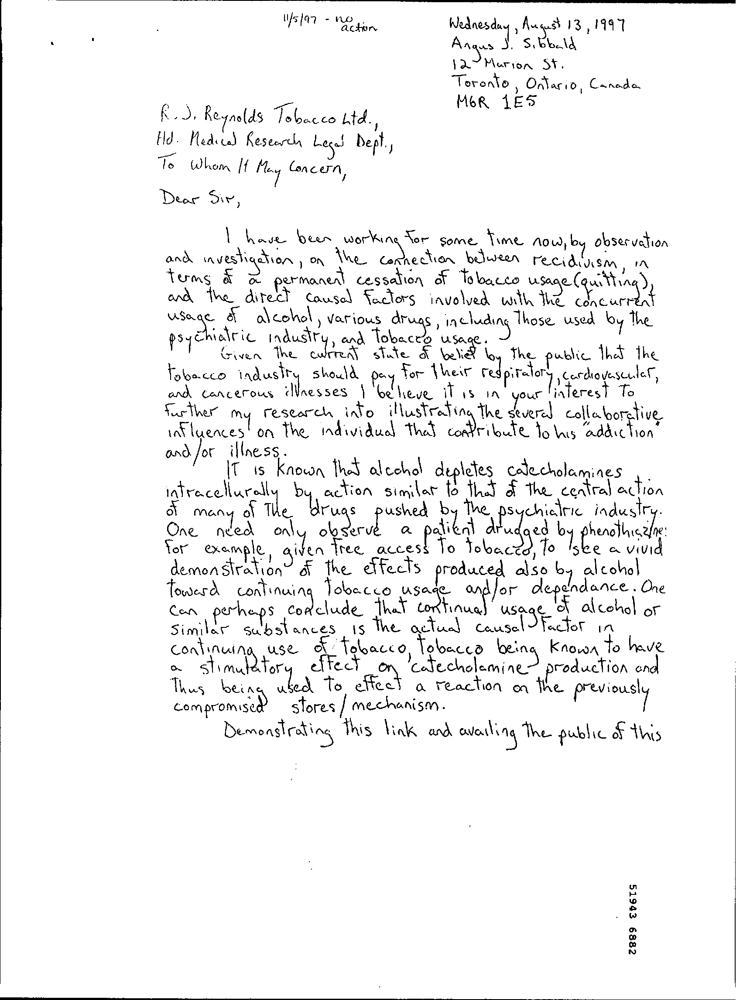 11/5/97 - no
action
Wednesday, August 13, 1997
Angus J. Sibbald
12 Marion St.
Toronto, Ontario, Canada
M6R 1E5
R.J. Reynolds Tobacco Ltd.,
Hd. Medical Research Legal Dept.,
To Whom It May Concern,
Dear Sir,
I have been working for some time now, by observation
and investigation, on the connection between recidivism, in
terms of a permanent cessation of tobacco usage (quitting),
and the direct causal factors involved with the concurrent
usage of alcohol, various drugs, including those used by the
psychiatric industry, and tobacco usage.
Given the current state of belief by the public that the
tobacco industry should pay for their respiratory, cardiovascular,
and cancerous illnesses I believe it is in your interest to
further my research into illustrating the several collaborative
influences on the individual that contribute to his "addiction"
and/or illness.
It is known that alcohol depletes catecholamines
intracellurally by action similar to that of the central action
of many of the drugs pushed by the psychiatric industry.
One need only observe a patient drugged by phenothiazine:
for example, given free access to tobacco, to see a vivid
demonstration of the effects produced also by alcohol
toward continuing tobacco usage and/or dependance. One
can perhaps conclude that continual usage of alcohol or
similar substances is the actual causal factor in
continuing use of tobacco, tobacco being known to have
a stimulatory effect on catecholamine production and
thus being used to effect a reaction on the previously
compromised stores/mechanism.
Demonstrating this link and availing the public of this
51943 6882